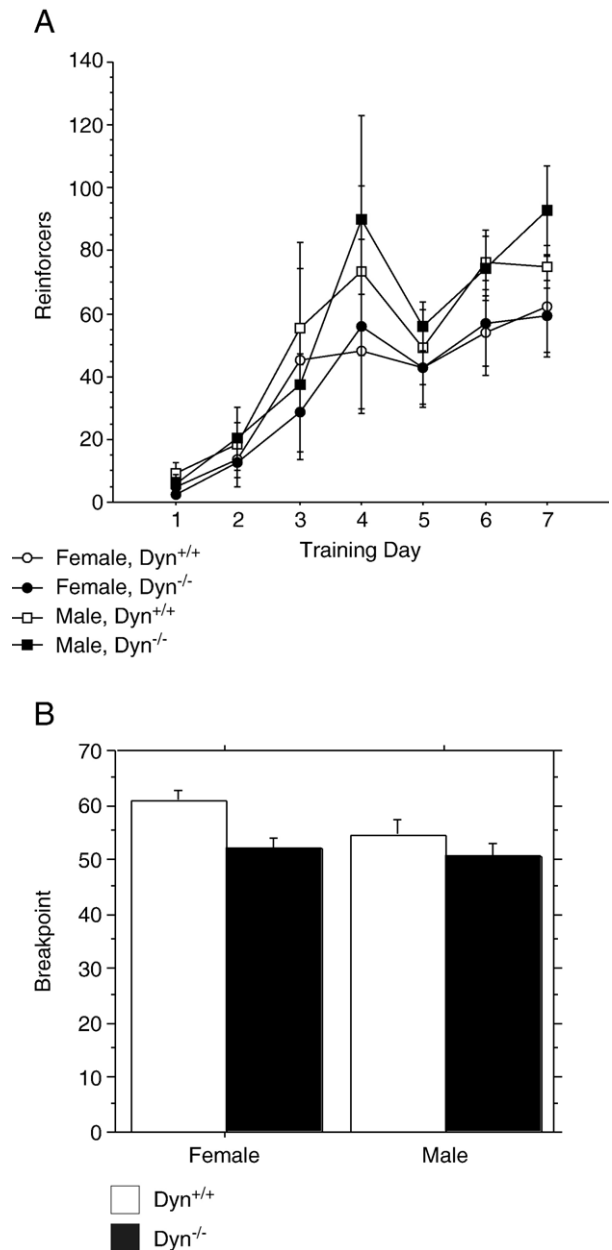 A
140
120
100
80
60
40
20
0
Reinforcers
1 2 3 4 5 6 7
Training Day
Female, Dyn+/+
Female, Dyn-/-
Male, Dyn+/+
Male, Dyn-/-
B
70
60
50
40
30
20
10
0
Breakpoint
Female Male
Dyn+/+
Dyn-/-